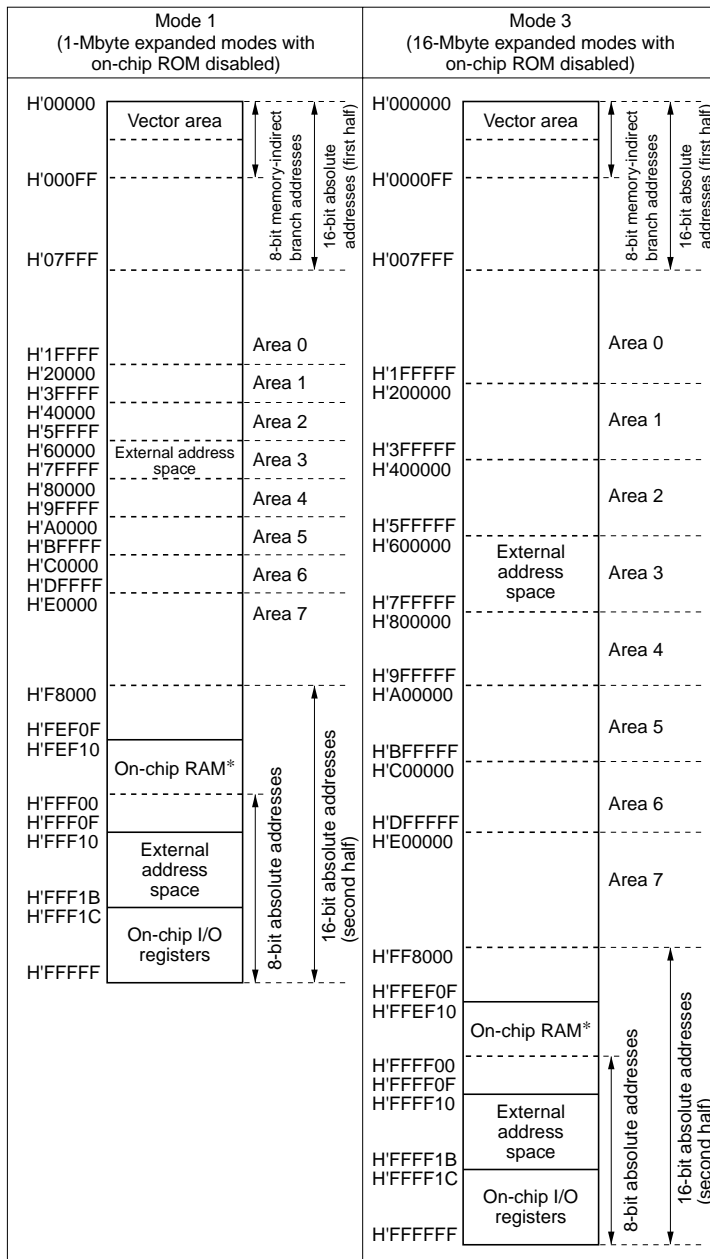 Mode 1
(1-Mbyte expanded modes with
on-chip ROM disabled)
H'00000
Vector area
H'000FF
H'07FFF
8-bit memory-indirect
branch addresses
16-bit absolute
addresses (first half)
H'1FFFF
Area 0
H'20000
Area 1
H'3FFFF
H'40000
Area 2
H'5FFFF
H'60000
External address
space
Area 3
H'7FFFF
H'80000
Area 4
H'9FFFF
H'A0000
Area 5
H'BFFFF
H'C0000
Area 6
H'DFFFF
H'E0000
Area 7
H'F8000
H'FEF0F
H'FEF10
On-chip RAM*
H'FFF00
H'FFF0F
H'FFF10
External
address
space
H'FFF1B
H'FFF1C
On-chip I/O
registers
H'FFFFF
8-bit absolute addresses
16-bit absolute addresses
(second half)
Mode 3
(16-Mbyte expanded modes with
on-chip ROM disabled)
H'000000
Vector area
H'0000FF
H'007FFF
8-bit memory-indirect
branch addresses
16-bit absolute
addresses (first half)
Area 0
H'1FFFFF
H'200000
Area 1
H'3FFFFF
H'400000
Area 2
H'5FFFFF
H'600000
External
address
space
Area 3
H'7FFFFF
H'800000
Area 4
H'9FFFFF
H'A00000
Area 5
H'BFFFFF
H'C00000
Area 6
H'DFFFFF
H'E00000
Area 7
H'FF8000
H'FFEF0F
H'FFEF10
On-chip RAM*
H'FFFF00
H'FFFF0F
H'FFFF10
External
address
space
H'FFFF1B
H'FFFF1C
On-chip I/O
registers
H'FFFFFF
8-bit absolute addresses
16-bit absolute addresses
(second half)